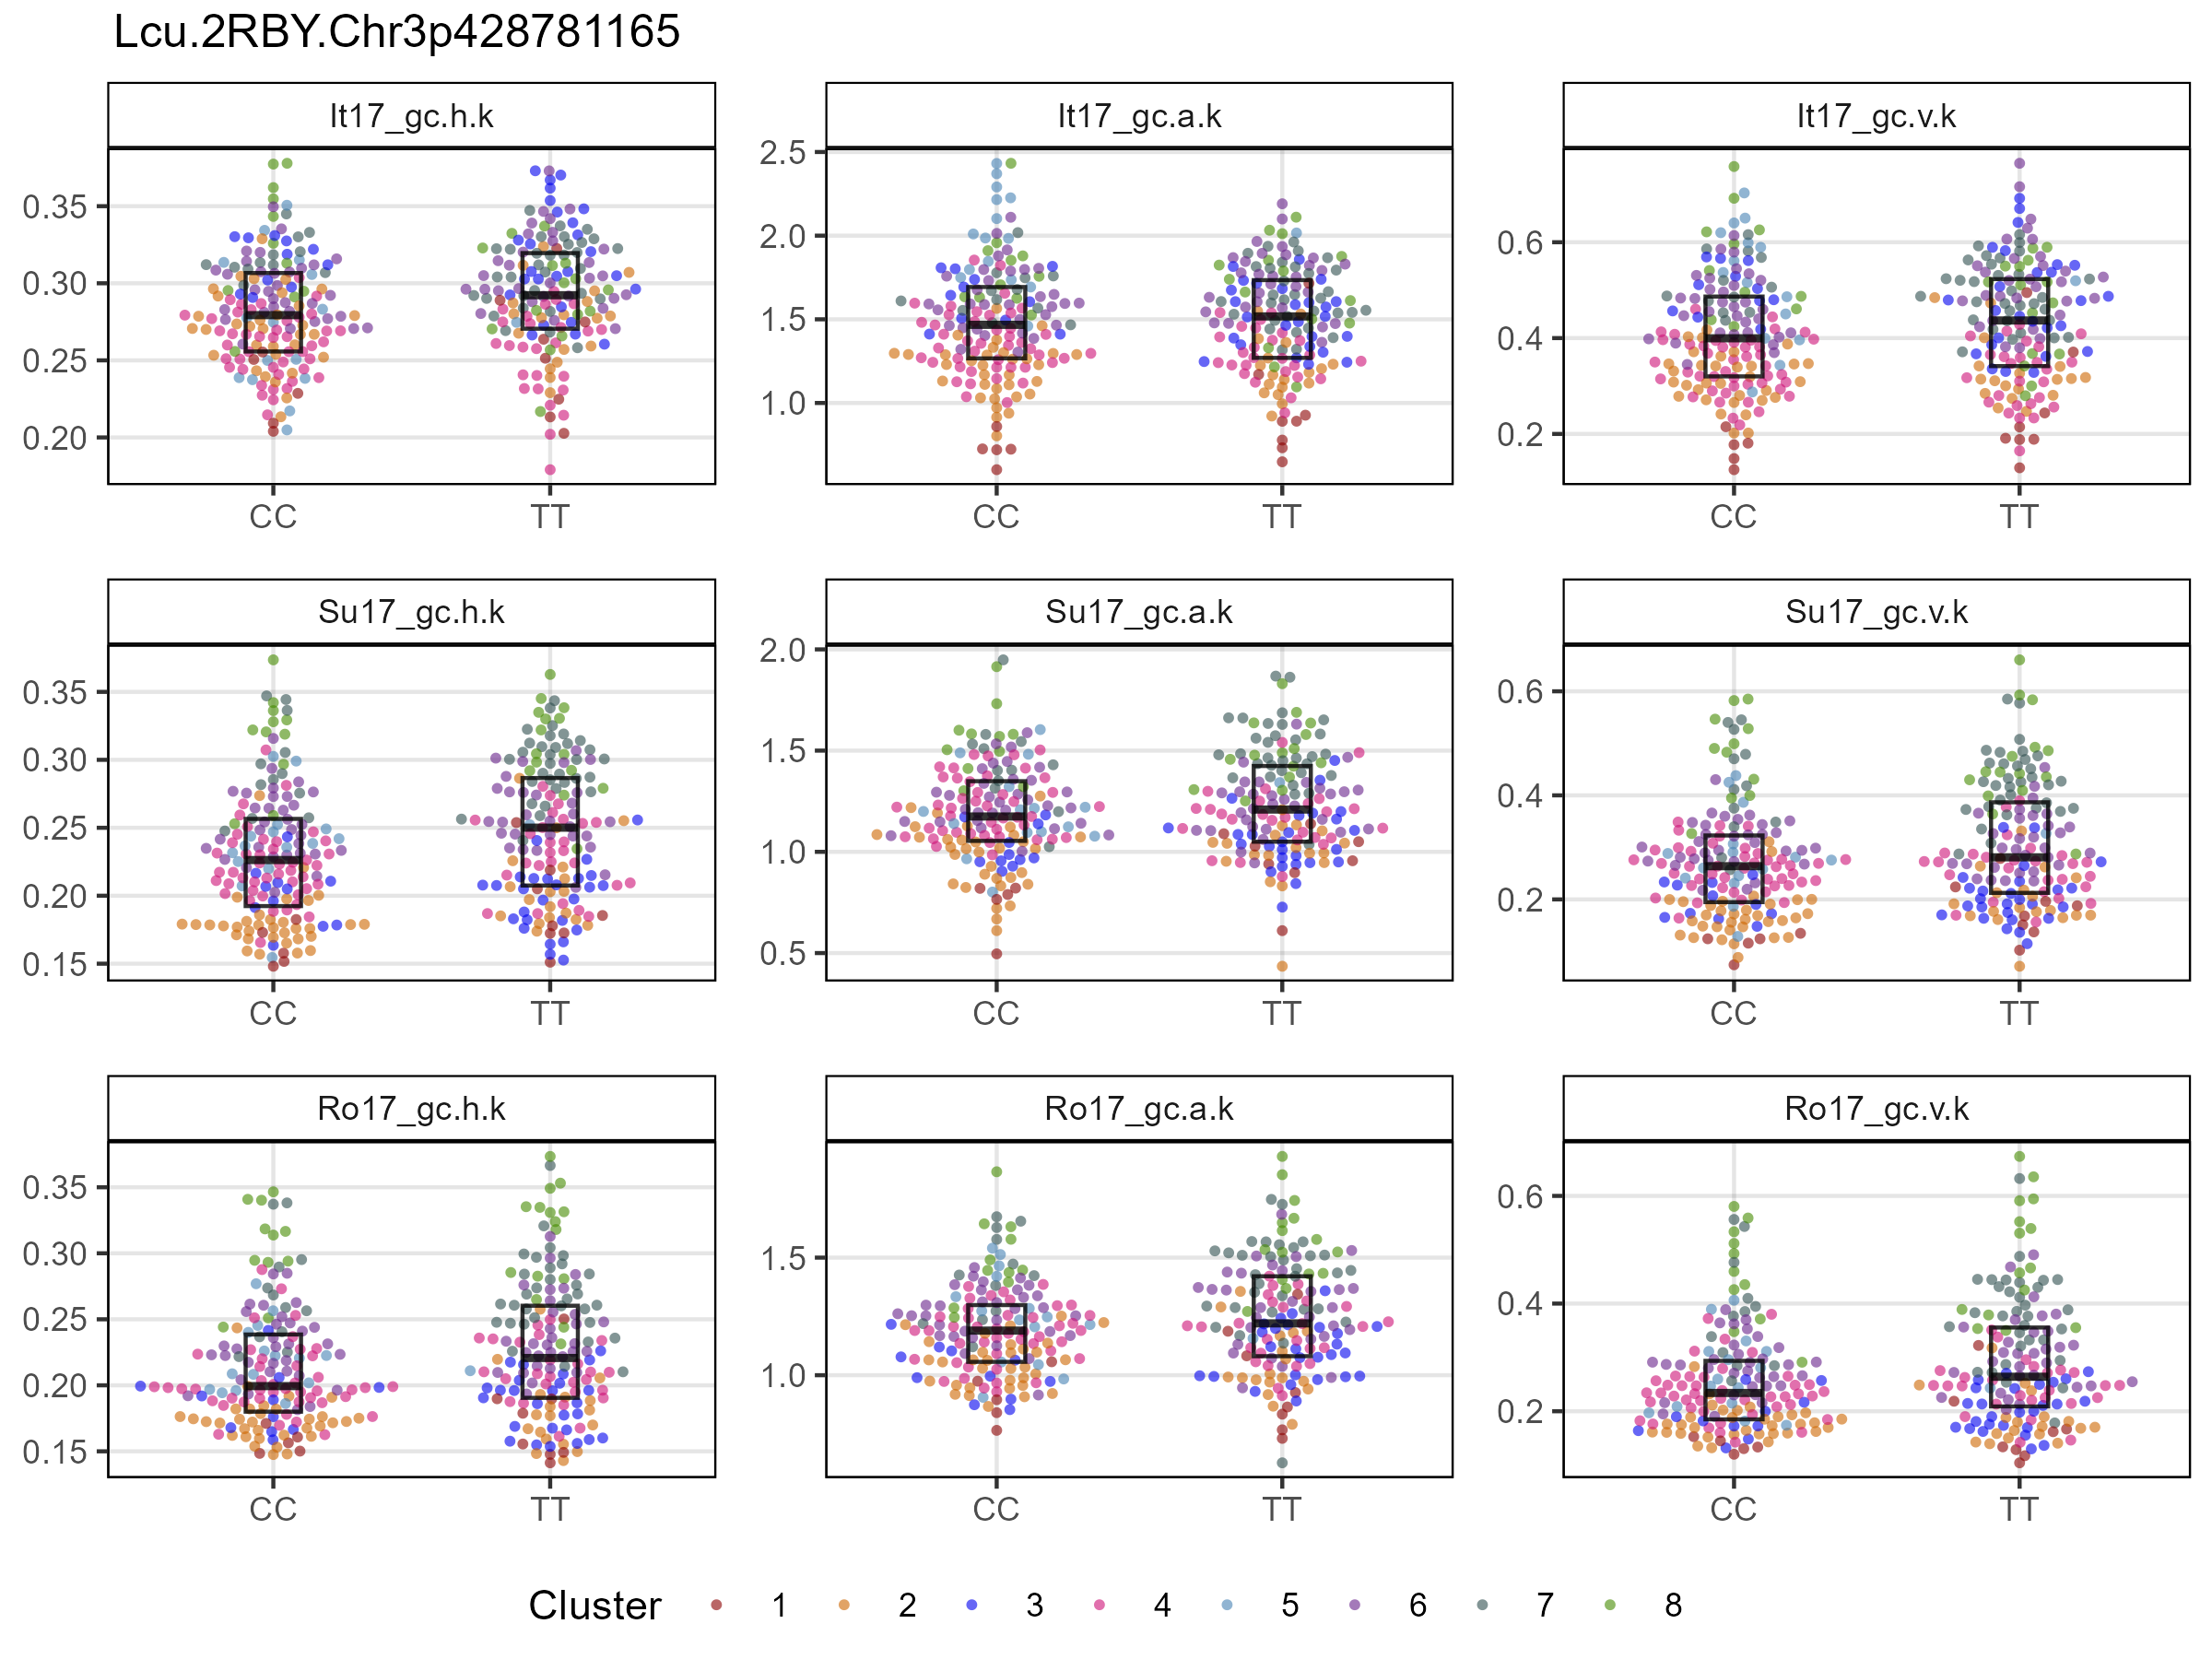 Lcu.2RBY.Chr3p428781165
It17_gc.h.k
It17_gc.a.k
It17_gc.v.k
0.35
0.30
0.25
0.20
CC
TT
2.5
2.0
1.5
1.0
CC
TT
0.6
0.4
0.2
CC
TT
Su17_gc.h.k
Su17_gc.a.k
Su17_gc.v.k
0.35
0.30
0.25
0.20
0.15
CC
TT
2.0
1.5
1.0
0.5
CC
TT
0.6
0.4
0.2
CC
TT
Ro17_gc.h.k
Ro17_gc.a.k
Ro17_gc.v.k
0.35
0.30
0.25
0.20
0.15
CC
TT
1.5
1.0
CC
TT
0.6
0.4
0.2
CC
TT
Cluster 1 2 3 4 5 6 7 8